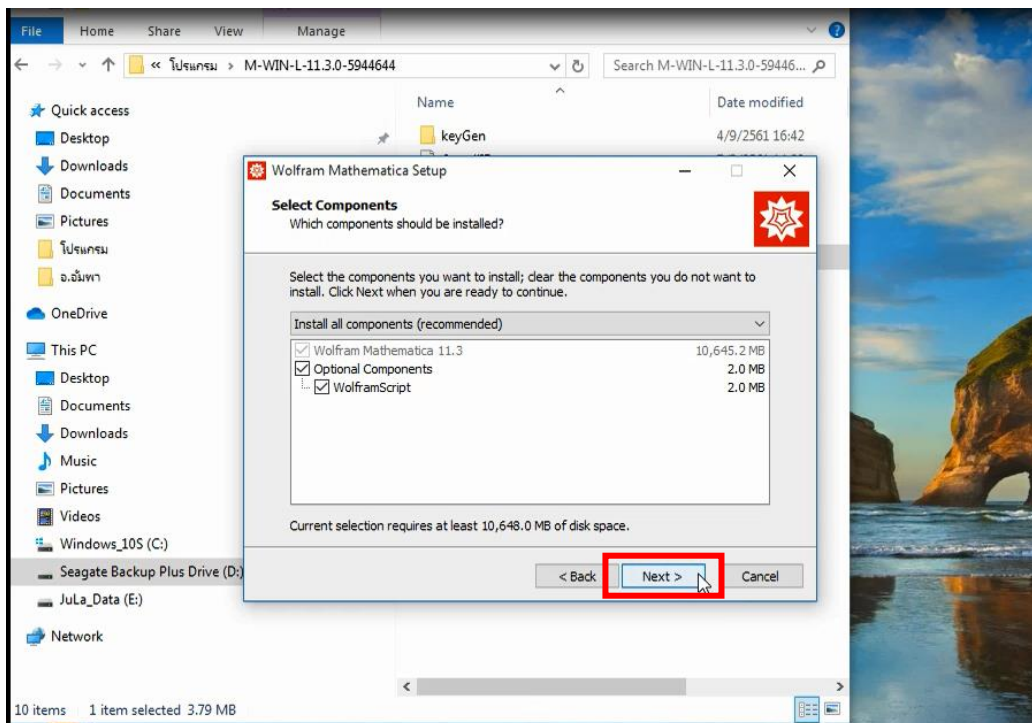 File Home Share View Manage
« โปรแกรม > M-WIN-L-11.3.0-5944644
Search M-WIN-L-11.3.0-59446...
Name Date modified
Quick access
Desktop
Downloads
Documents
Pictures
โปรแกรม
อ.อัมพา
OneDrive
This PC
Desktop
Documents
Downloads
Music
Pictures
Videos
Windows_10S (C:)
Seagate Backup Plus Drive (D:)
JuLa_Data (E:)
Network
keyGen 4/9/2561 16:42
Wolfram Mathematica Setup
Select Components
Which components should be installed?
Select the components you want to install; clear the components you do not want to
install. Click Next when you are ready to continue.
Install all components (recommended)
Wolfram Mathematica 11.3 10,645.2 MB
Optional Components 2.0 MB
WolframScript 2.0 MB
Current selection requires at least 10,648.0 MB of disk space.
< Back Next > Cancel
10 items 1 item selected 3.79 MB